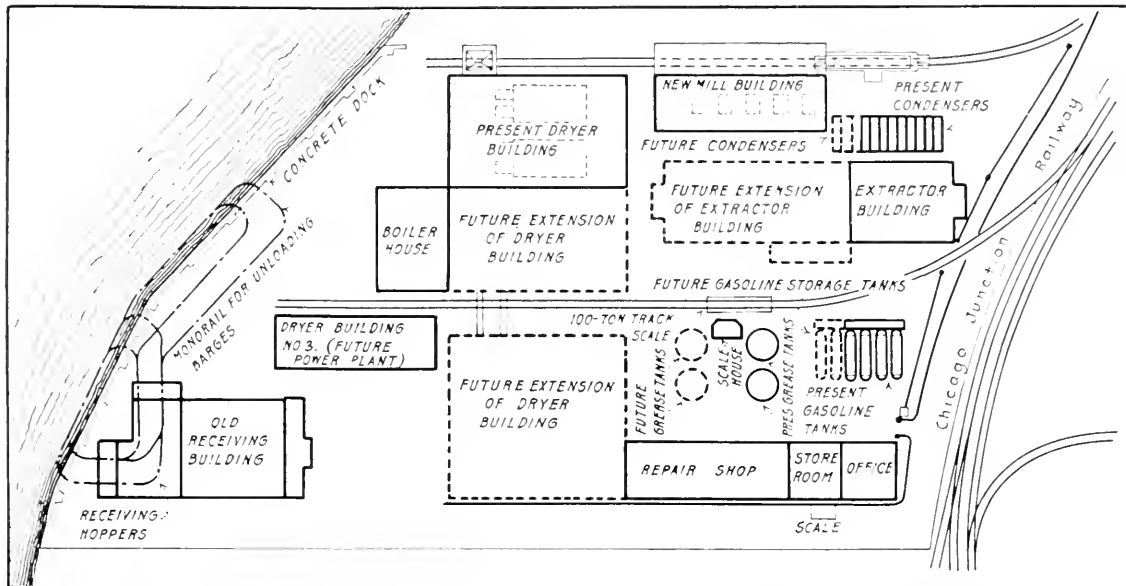 CONCRETE DOCK
MONORAIL FOR UNLOADING
BARGES
PRESENT DRYER
BUILDING
NEW MILL BUILDING
PRESENT
CONDENSERS
FUTURE CONDENSERS
Chicago Junction Railway
BOILER
HOUSE
FUTURE EXTENSION
OF DRYER
BUILDING
FUTURE EXTENSION
OF EXTRACTOR
BUILDING
EXTRACTOR
BUILDING
FUTURE GASOLINE STORAGE TANKS
100-TON TRACK
SCALE
DRYER BUILDING
NO 3. (FUTURE
POWER PLANT)
FUTURE EXTENSION
OF DRYER
BUILDING
FUTURE
GREASE TANKS
SCALE
HOUSE
PRES GREASE TANKS
PRESENT
GASOLINE
TANKS
OLD
RECEIVING
BUILDING
REPAIR SHOP
STORE
ROOM
OFFICE
RECEIVING
HOPPERS
SCALE